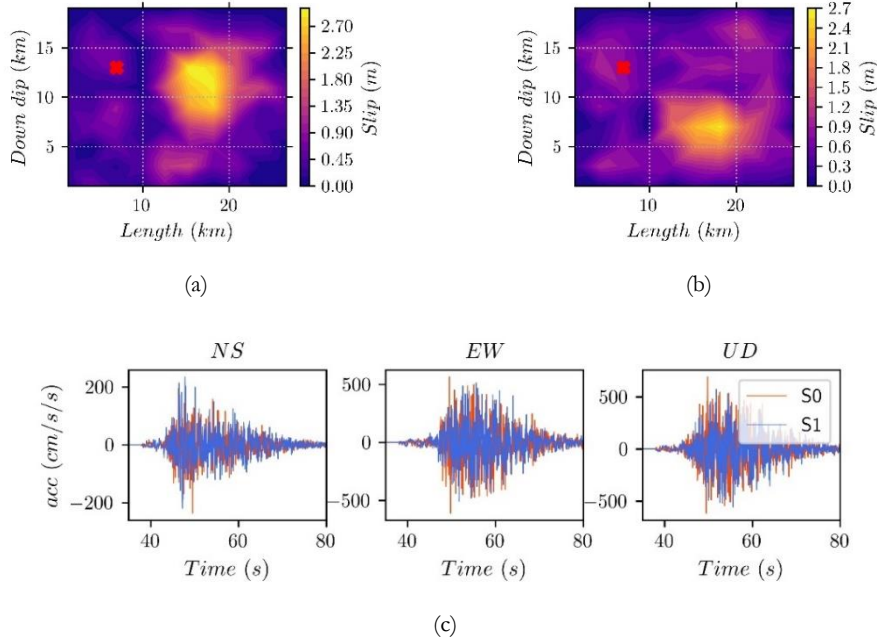 15
10
5
Down dip (km)
10
20
Length (km)
2.70
2.25
1.80
1.35
0.90
0.45
0.00
Slip (m)
(a)
15
10
5
Down dip (km)
10
20
Length (km)
2.7
2.4
2.1
1.8
1.5
1.2
0.9
0.6
0.3
0.0
Slip (m)
(b)
NS
EW
UD
200
0
−200
acc (cm/s/s)
500
0
−500
500
0
−500
S0
S1
40
60
80
Time (s)
40
60
80
Time (s)
40
60
80
Time (s)
(c)